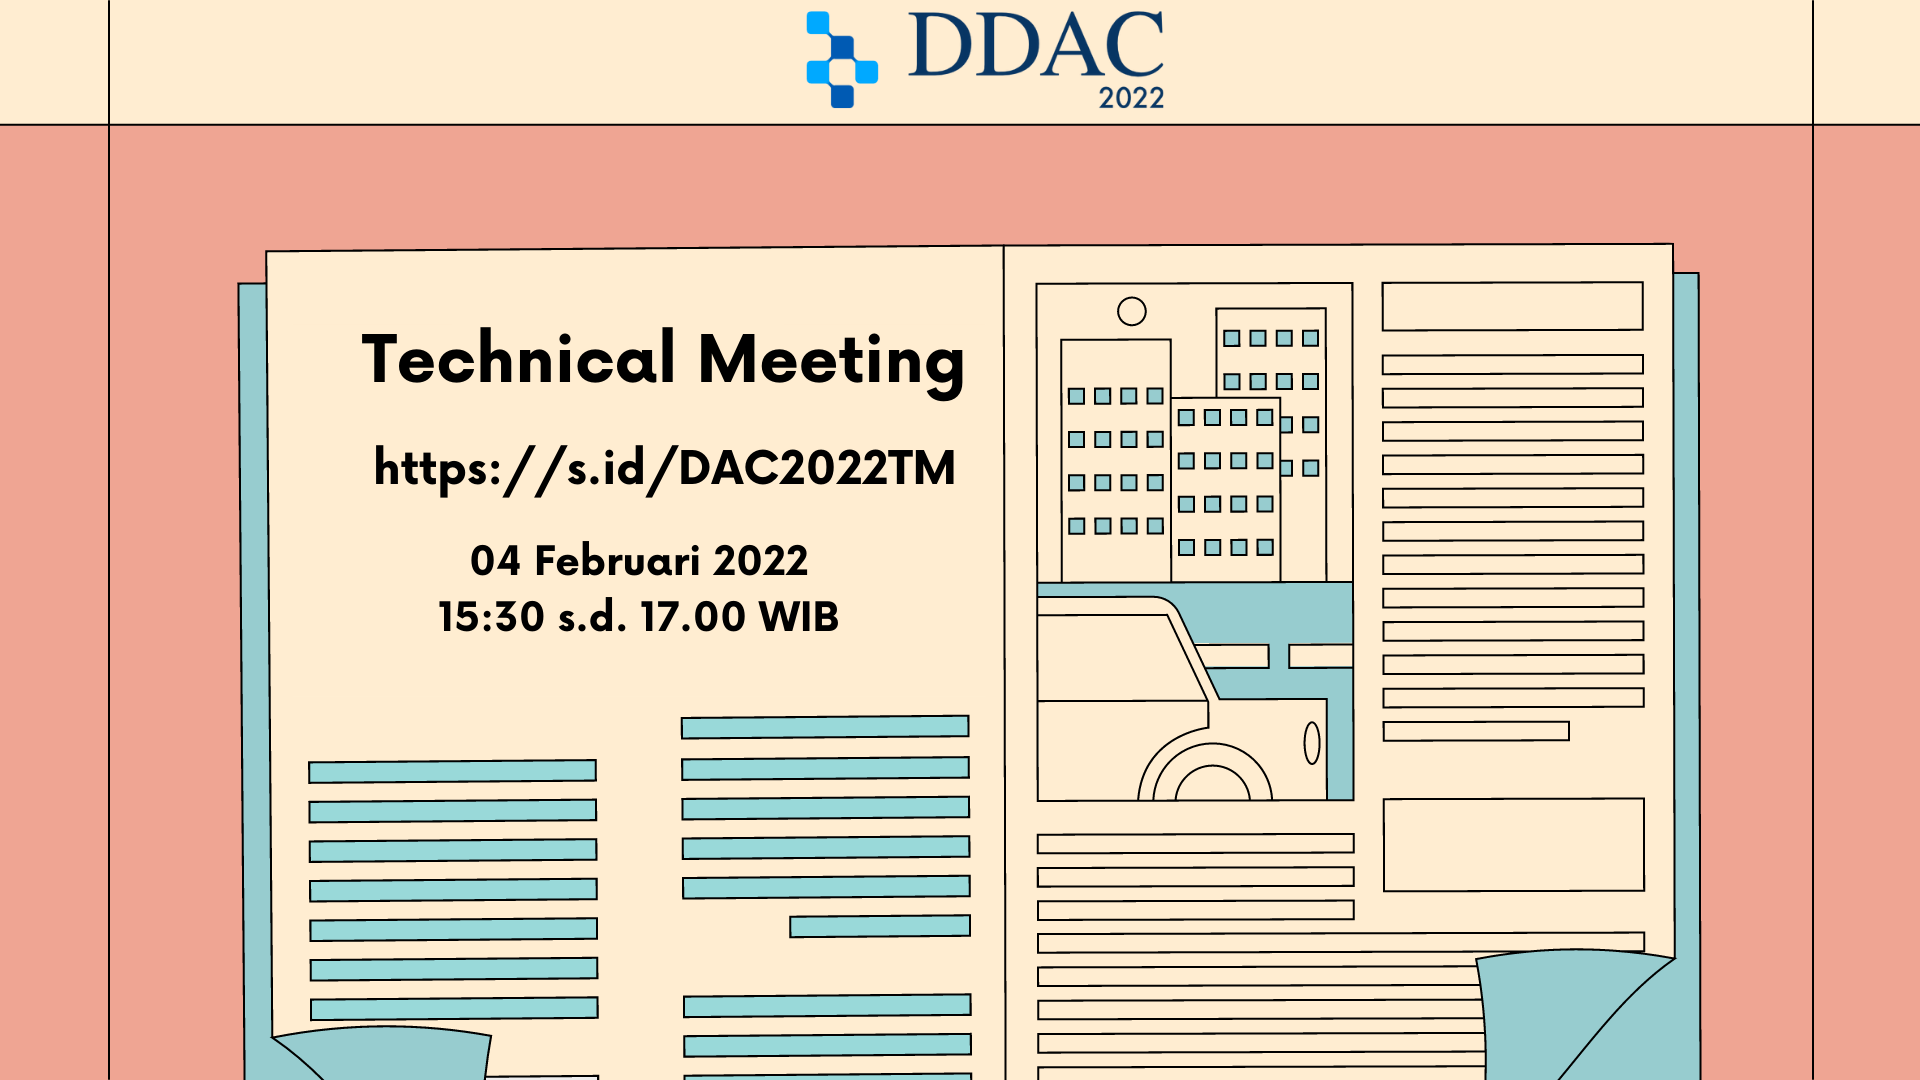 DDAC
2022
Technical Meeting
https://s.id/DAC2022TM
04 Februari 2022
15:30 s.d. 17.00 WIB